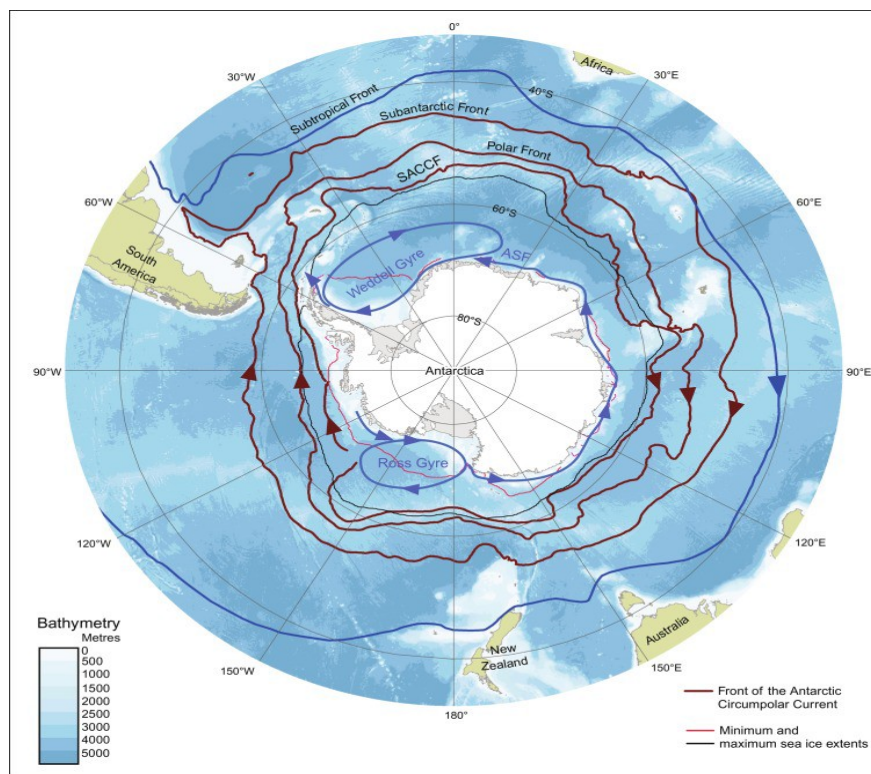 0°
30°W
30°E
Africa
40°S
Subtropical Front
Subantarctic Front
Polar Front
SACCF
60°W
60°E
60°S
South
America
Weddell Gyre
ASF
80°S
90°W
Antarctica
90°E
Ross Gyre
120°W
120°E
Bathymetry
Metres
0
500
1000
1500
2000
2500
3000
4000
5000
150°W
New
Zealand
Australia
150°E
180°
Front of the Antarctic
Circumpolar Current
Minimum and
maximum sea ice extents